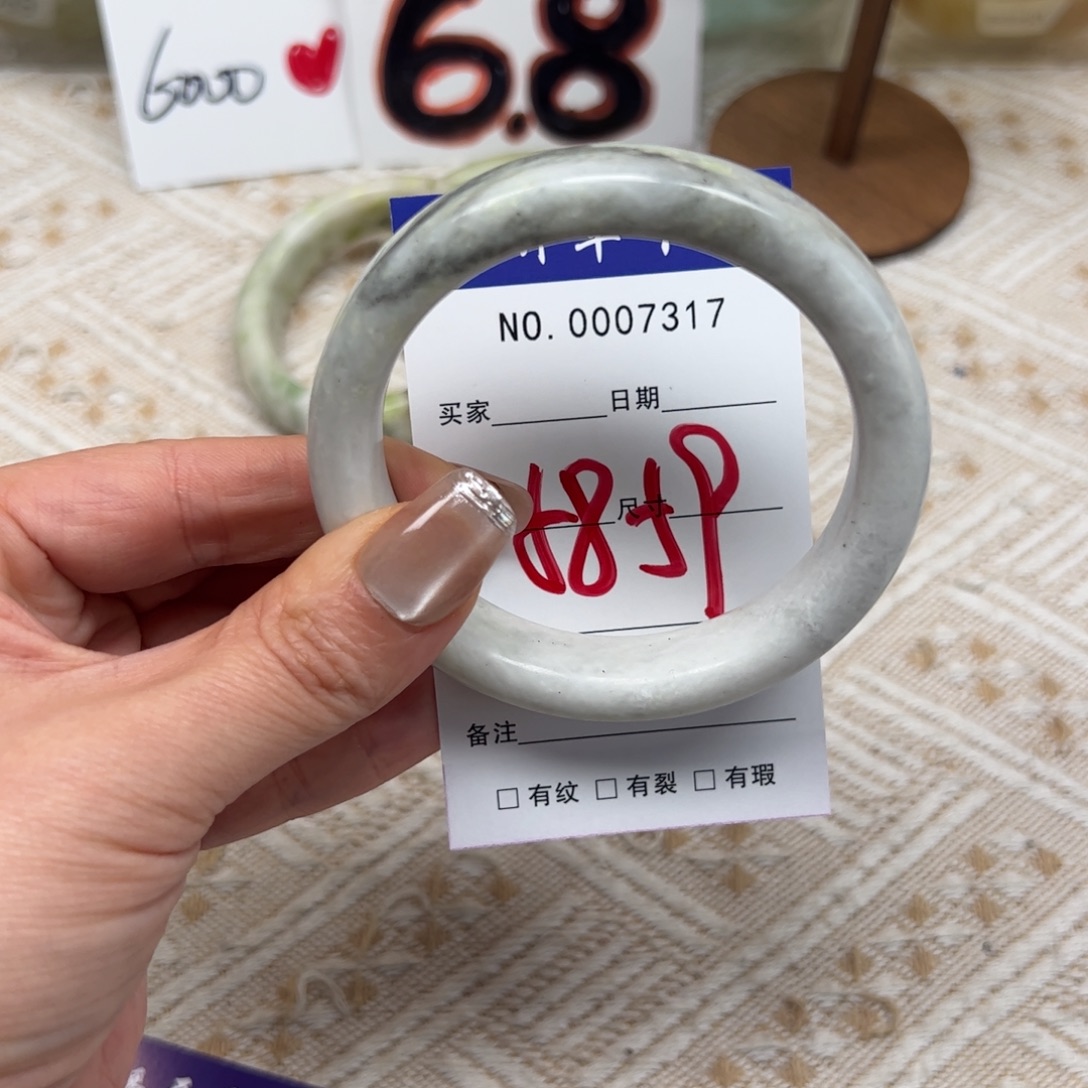 6000
6.8
NO. 0007317
买家 日期
68 59
尺寸
备注
□ 有纹 □ 有裂 □ 有瑕